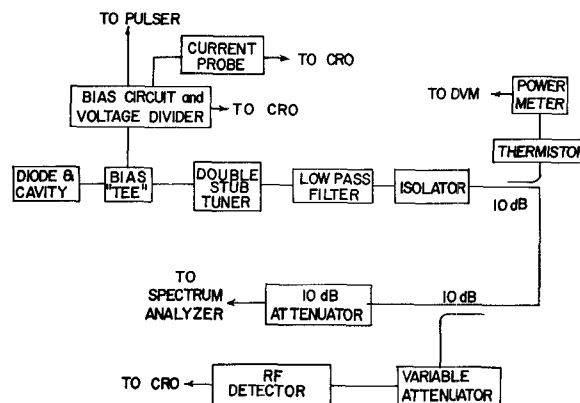 TO PULSER
CURRENT
PROBE
TO CRO
BIAS CIRCUIT and
VOLTAGE DIVIDER
TO CRO
TO DVM
POWER
METER
THERMISTOR
DIODE &
CAVITY
BIAS
"TEE"
DOUBLE
STUB
TUNER
LOW PASS
FILTER
ISOLATOR
10 dB
TO
SPECTRUM
ANALYZER
10 dB
ATTENUATOR
10 dB
TO CRO
RF
DETECTOR
VARIABLE
ATTENUATOR